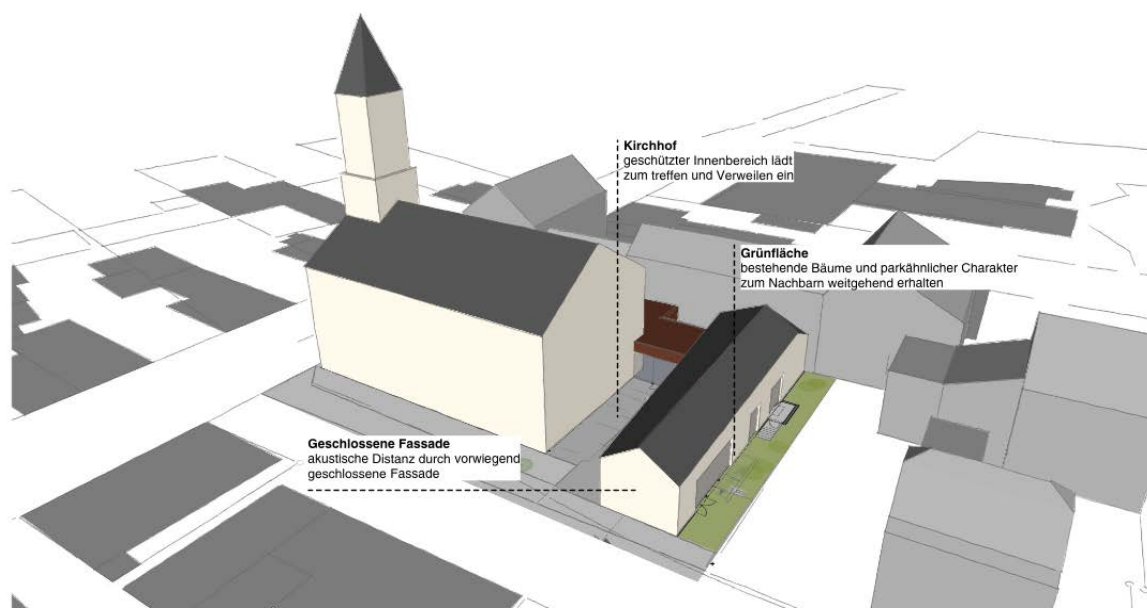 Kirchhof
geschützter Innenbereich lädt
zum treffen und Verweilen ein
Grünfläche
bestehende Bäume und parkähnlicher Charakter
zum Nachbarn weitgehend erhalten
Geschlossene Fassade
akustische Distanz durch vorwiegend
geschlossene Fassade